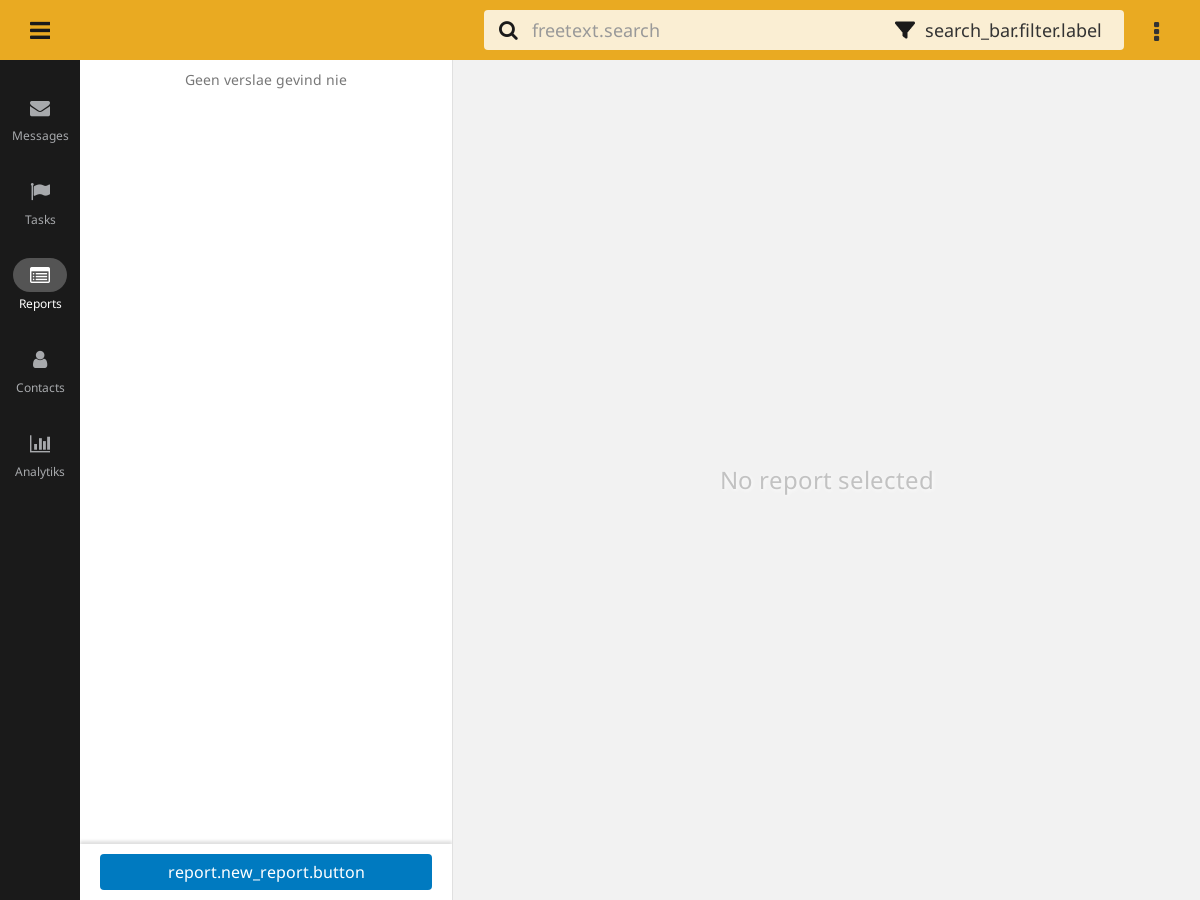 freetext.search
search_bar.filter.label
Messages
Tasks
Reports
Contacts
Analytiks
Geen verslae gevind nie
No report selected
report.new_report.button